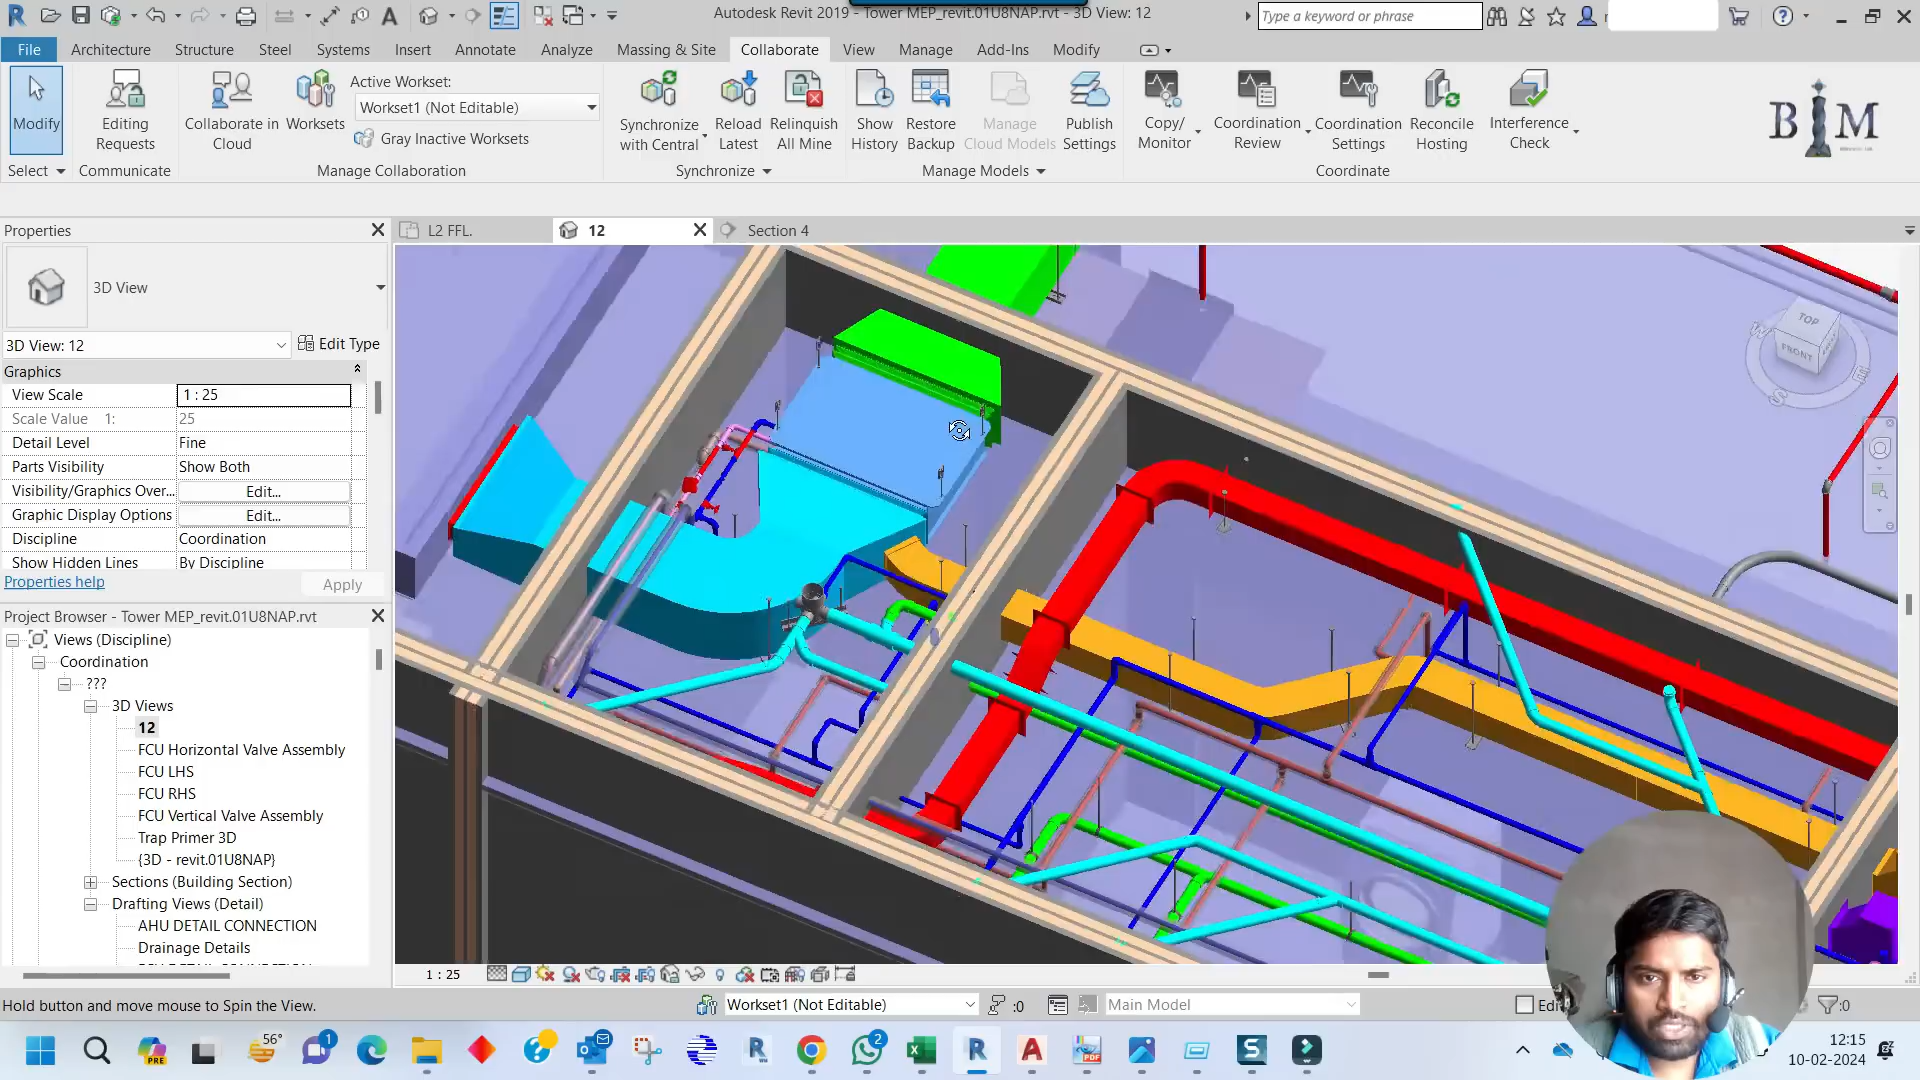 Autodesk Revit 2019 - Tower MEP_revit.01U8NAP.rvt - 3D View: 12
Type a keyword or phrase
File Architecture Structure Steel Systems Insert Annotate Analyze Massing & Site Collaborate View Manage Add-Ins Modify
Modify
Editing Requests
Collaborate in Cloud
Worksets
Active Workset:
Workset1 (Not Editable)
Gray Inactive Worksets
Synchronize with Central
Reload Latest
Relinquish All Mine
Show History
Restore Backup
Manage Cloud Models
Publish Settings
Copy/ Monitor
Coordination Review
Coordination Settings
Reconcile Hosting
Interference Check
BIM
Select Communicate Manage Collaboration Synchronize Manage Models Coordinate
Properties
L2 FFL.
12
Section 4
3D View
3D View: 12
Edit Type
Graphics
View Scale 1 : 25
Scale Value 1: 25
Detail Level Fine
Parts Visibility Show Both
Visibility/Graphics Over... Edit...
Graphic Display Options Edit...
Discipline Coordination
Show Hidden Lines By Discipline
Properties help
Apply
TOP
FRONT
W
S
E
Project Browser - Tower MEP_revit.01U8NAP.rvt
Views (Discipline)
Coordination
???
3D Views
12
FCU Horizontal Valve Assembly
FCU LHS
FCU RHS
FCU Vertical Valve Assembly
Trap Primer 3D
{3D - revit.01U8NAP}
Sections (Building Section)
Drafting Views (Detail)
AHU DETAIL CONNECTION
Drainage Details
1 : 25
Hold button and move mouse to Spin the View.
Workset1 (Not Editable)
:0
Main Model
:0
56°
PRE
1
2
12:15
10-02-2024